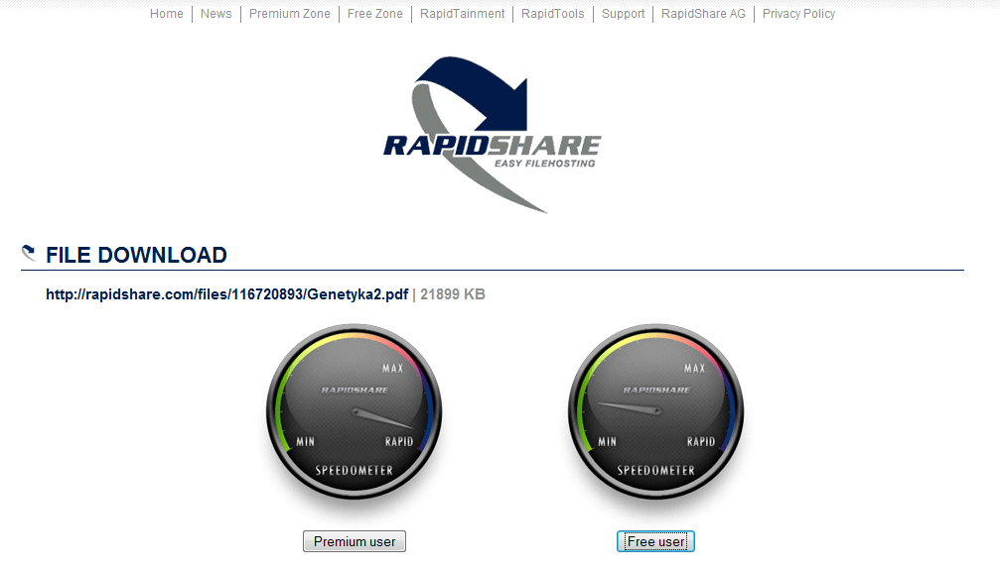 Home | News | Premium Zone | Free Zone | RapidTainment | RapidTools | Support | RapidShare AG | Privacy Policy
RAPIDSHARE
EASY FILEHOSTING
FILE DOWNLOAD
http://rapidshare.com/files/116720893/Genetyka2.pdf | 21899 KB
MAX
RAPIDSHARE
MIN RAPID
SPEEDOMETER
MAX
RAPIDSHARE
MIN RAPID
SPEEDOMETER
Premium user
Free user